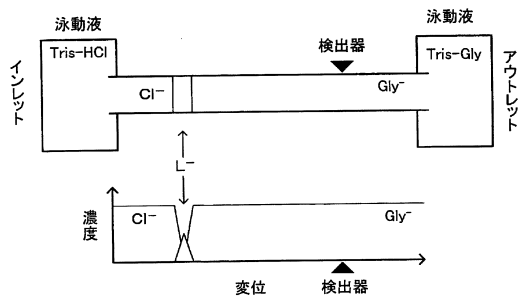 泳動液
Tris-HCl
インレット
Cl−
検出器
Gly−
泳動液
Tris-Gly
アウトレット
L−
濃度
Cl−
Gly−
変位
検出器